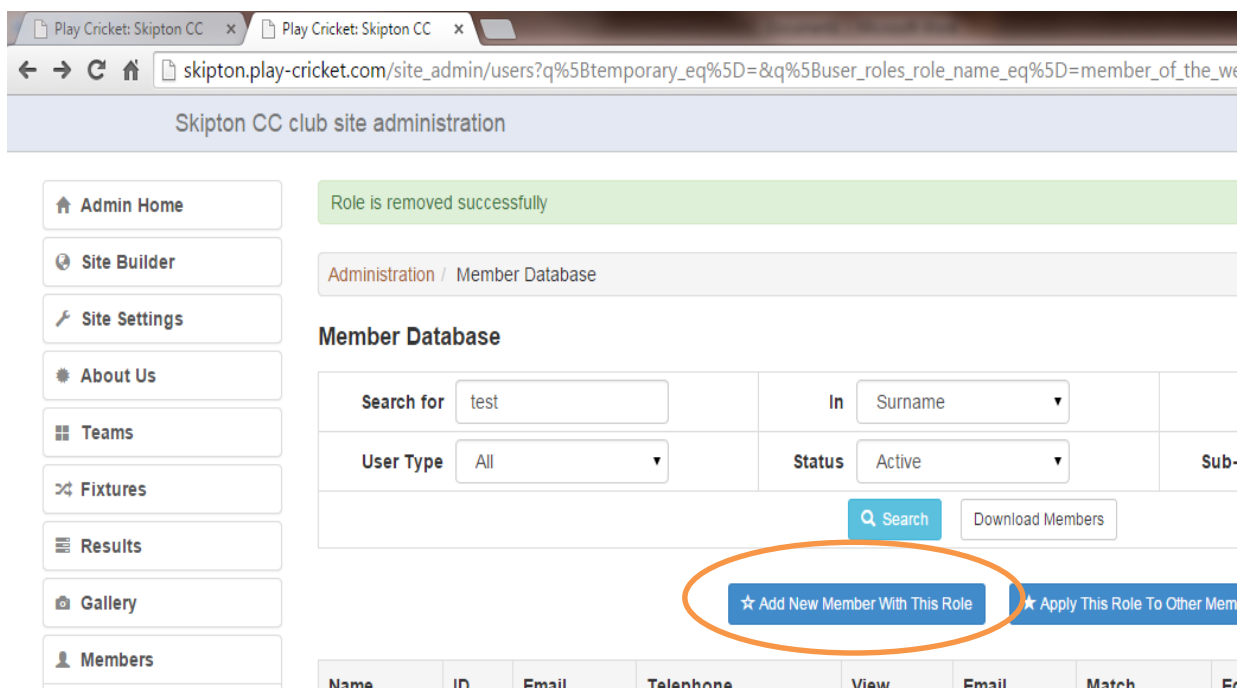 Play Cricket: Skipton CC x Play Cricket: Skipton CC x
skipton.play-cricket.com/site_admin/users?q%5Btemporary_eq%5D=&q%5Buser_roles_role_name_eq%5D=member_of_the_we
Skipton CC club site administration
Admin Home
Site Builder
Site Settings
About Us
Teams
Fixtures
Results
Gallery
Members
Role is removed successfully
Administration / Member Database
Member Database
Search for test In Surname
User Type All Status Active Sub-
Search Download Members
Add New Member With This Role Apply This Role To Other Mem
Name ID Email Telephone View Email Match